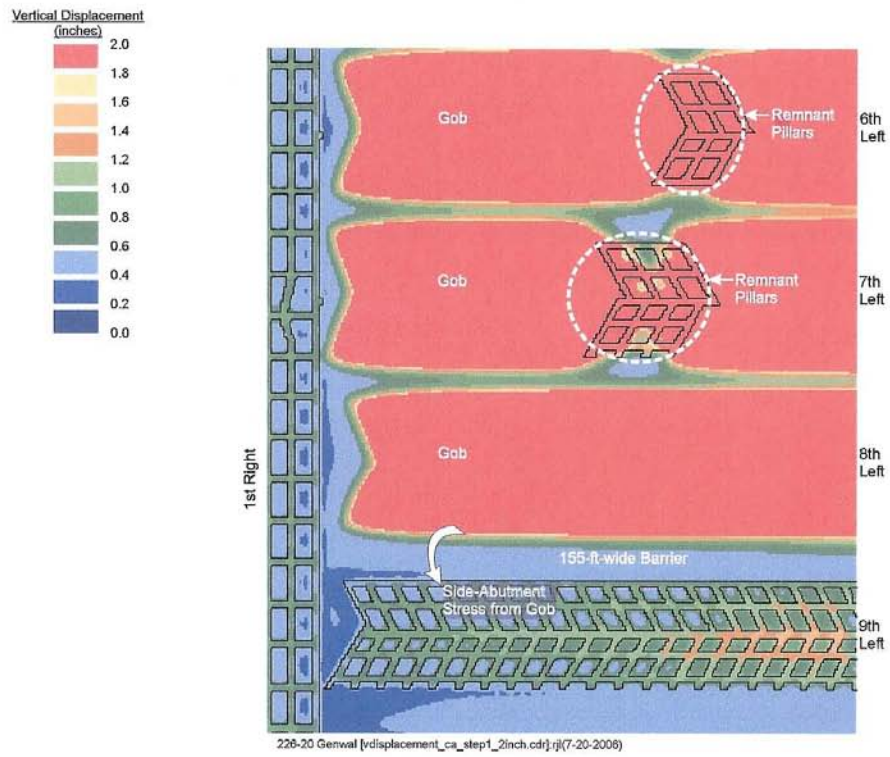 Vertical Displacement
(inches)
2.0
1.8
1.6
1.4
1.2
1.0
0.8
0.6
0.4
0.2
0.0
Gob
Remnant
Pillars
6th
Left
Gob
Remnant
Pillars
7th
Left
Gob
8th
Left
1st Right
155-ft-wide Barrier
Side-Abutment
Stress from Gob
9th
Left
226-20 Genwal [vdisplacement_ca_step1_2inch.cdr]:rjl(7-20-2006)